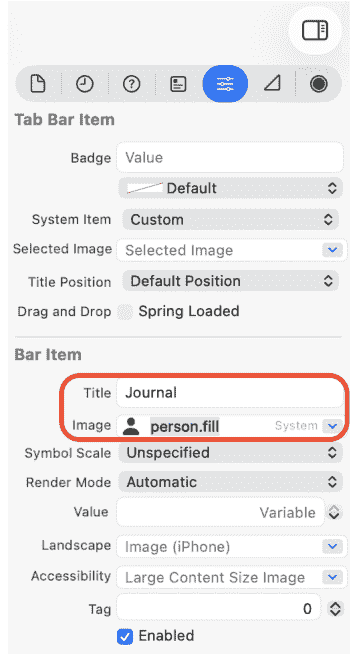 Tab Bar Item
Badge Value
Default
System Item Custom
Selected Image Selected Image
Title Position Default Position
Drag and Drop Spring Loaded
Bar Item
Title Journal
Image person.fill System
Symbol Scale Unspecified
Render Mode Automatic
Value Variable
Landscape Image (iPhone)
Accessibility Large Content Size Image
Tag 0
Enabled